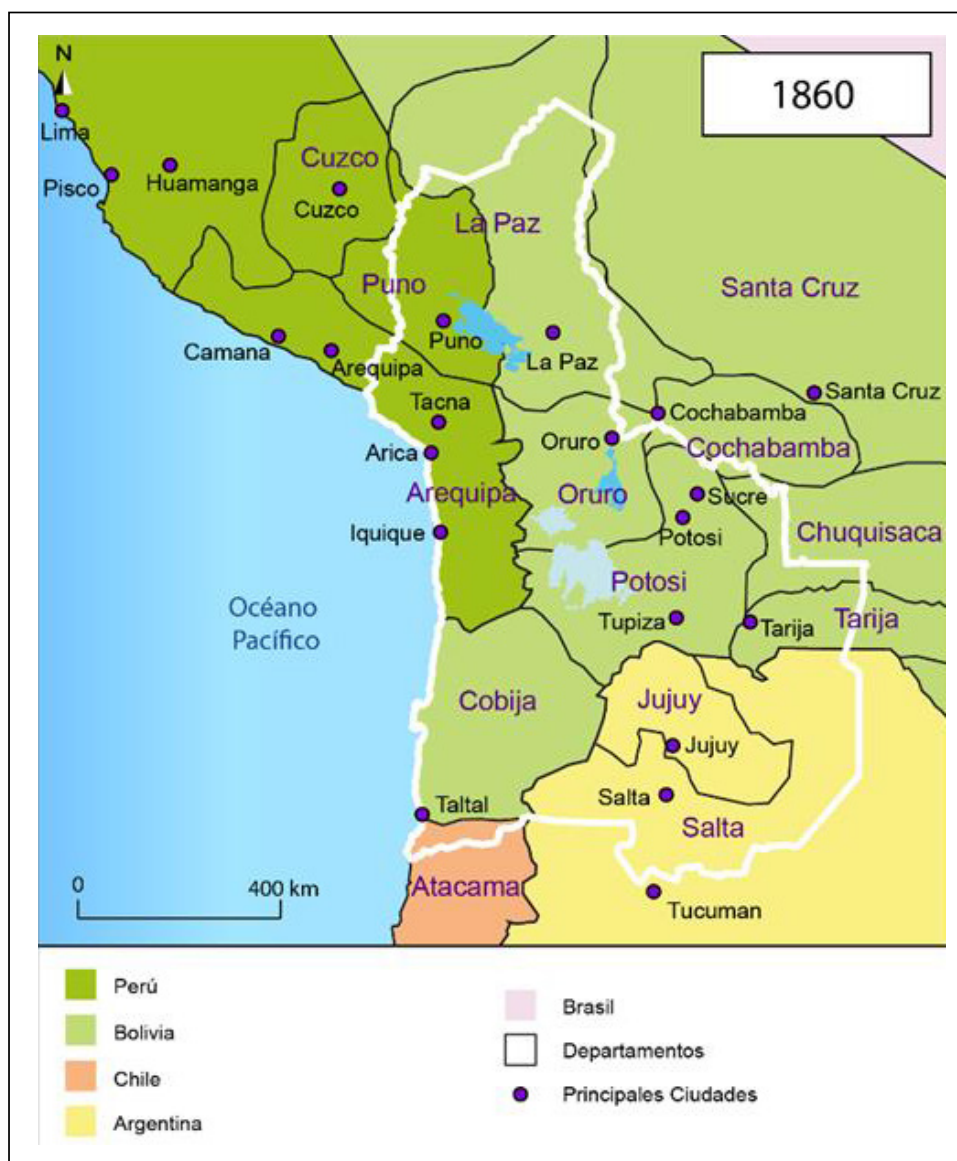 1860
N
Lima
Pisco
Huamanga
Cuzco
Cuzco
La Paz
Puno
Puno
Santa Cruz
Camana
Arequipa
La Paz
Santa Cruz
Tacna
Cochabamba
Arica
Oruro
Cochabamba
Arequipa
Oruro
Sucre
Iquique
Potosi
Chuquisaca
Potosi
Océano
Pacífico
Tupiza
Tarija
Tarija
Cobija
Jujuy
Jujuy
Salta
Taltal
Salta
0
400 km
Atacama
Tucuman
Perú
Bolivia
Chile
Argentina
Brasil
Departamentos
Principales Ciudades